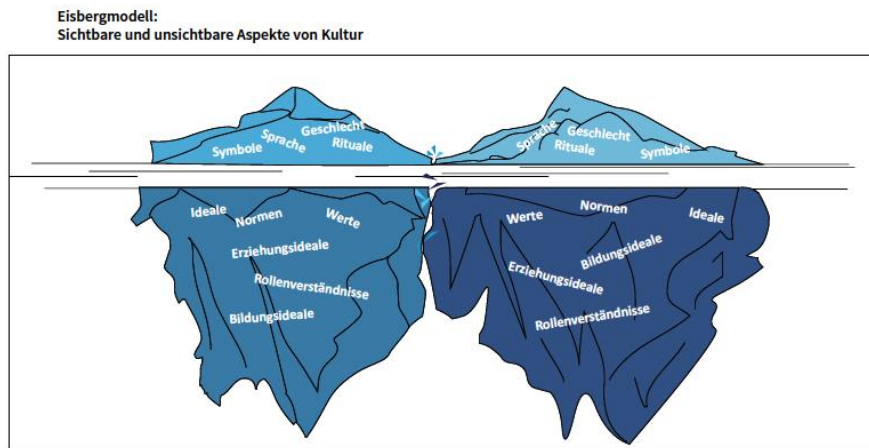 Eisbergmodell:
Sichtbare und unsichtbare Aspekte von Kultur
Symbole
Sprache
Geschlecht
Rituale
Sprache
Geschlecht
Rituale
Symbole
Ideale
Normen
Werte
Erziehungsideale
Rollenverständnisse
Bildungsideale
Werte
Normen
Ideale
Bildungsideale
Erziehungsideale
Rollenverständnisse